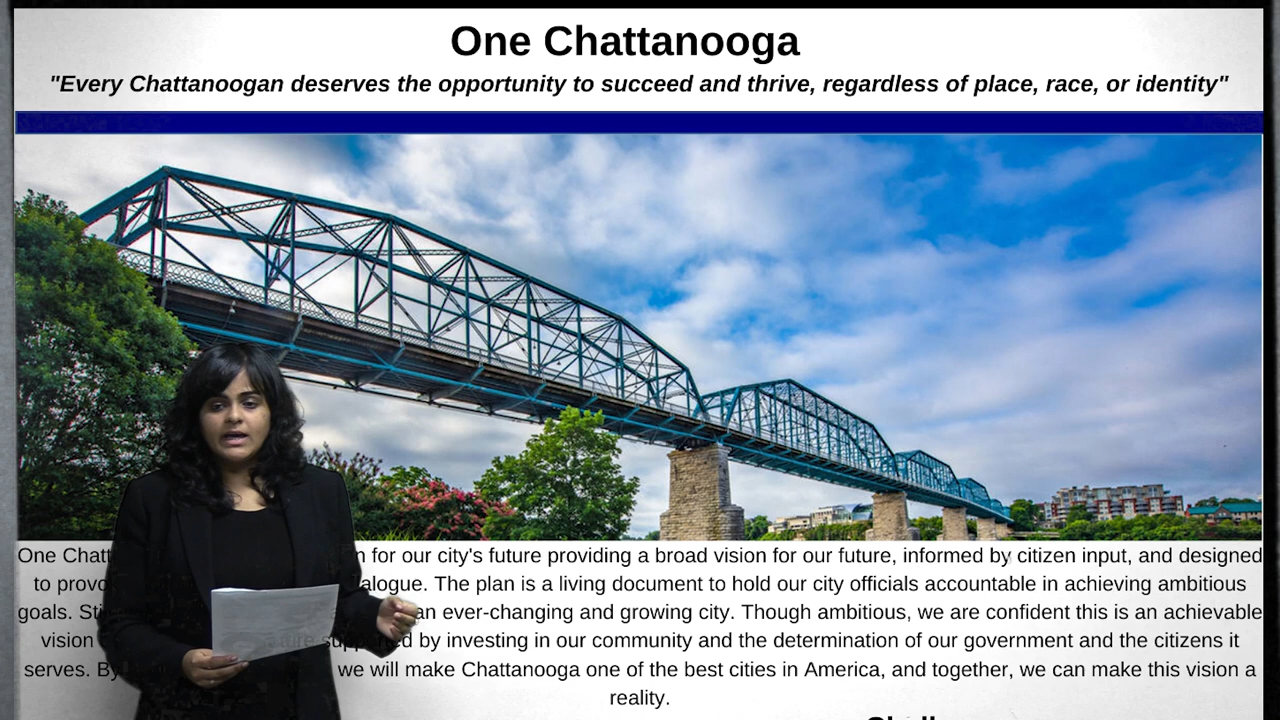 One Chattanooga
"Every Chattanoogan deserves the opportunity to succeed and thrive, regardless of place, race, or identity"
One for our city's future providing a broad vision for our future, informed by citizen input, and designed
to The plan is a living document to hold our city officials accountable in achieving ambitious
goals. an ever-changing and growing city. Though ambitious, we are confident this is an achievable
vision by investing in our community and the determination of our government and the citizens it
serves. we will make Chattanooga one of the best cities in America, and together, we can make this vision a
reality.